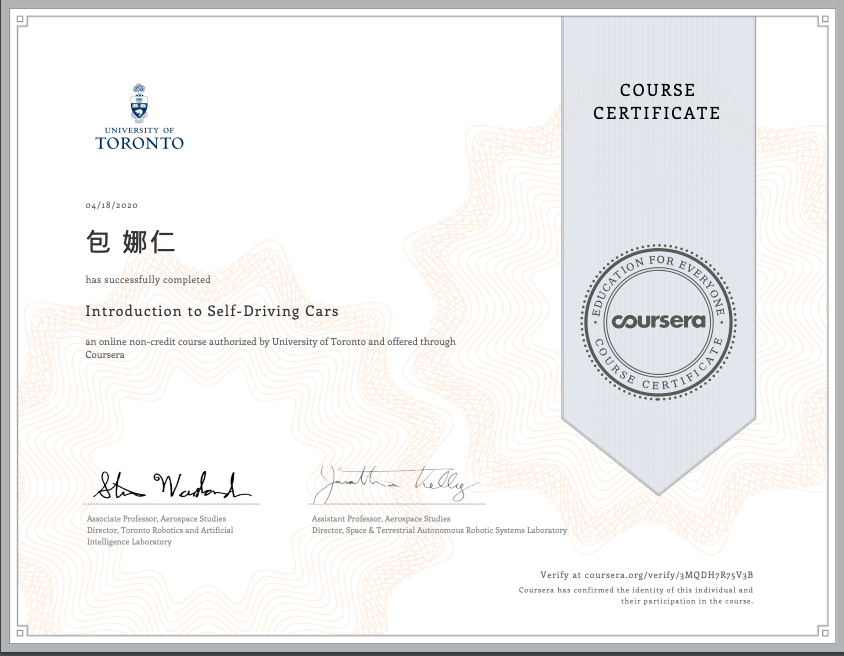 UNIVERSITY OF
TORONTO
04/18/2020
包 娜仁
has successfully completed
Introduction to Self-Driving Cars
an online non-credit course authorized by University of Toronto and offered through
Coursera
Associate Professor, Aerospace Studies
Director, Toronto Robotics and Artificial
Intelligence Laboratory
Assistant Professor, Aerospace Studies
Director, Space & Terrestrial Autonomous Robotic Systems Laboratory
COURSE
CERTIFICATE
EDUCATION FOR EVERYONE
coursera
COURSE CERTIFICATE
Verify at coursera.org/verify/3MQDH7R75V3B
Coursera has confirmed the identity of this individual and
their participation in the course.